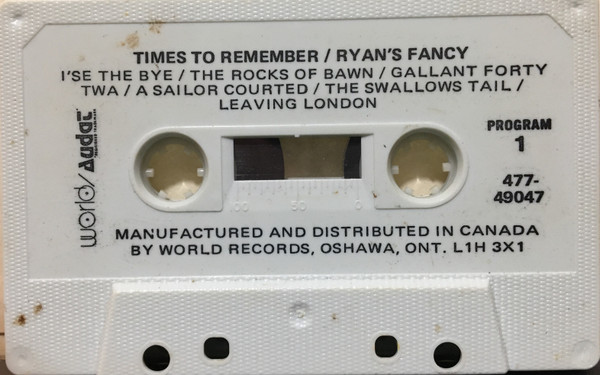 TIMES TO REMEMBER / RYAN'S FANCY
I'SE THE BYE / THE ROCKS OF BAWN / GALLANT FORTY
TWA / A SAILOR COURTED / THE SWALLOWS TAIL /
LEAVING LONDON
world/Audat
PROGRAM
1
477-
49047
100 50 0
MANUFACTURED AND DISTRIBUTED IN CANADA
BY WORLD RECORDS, OSHAWA, ONT. L1H 3X1